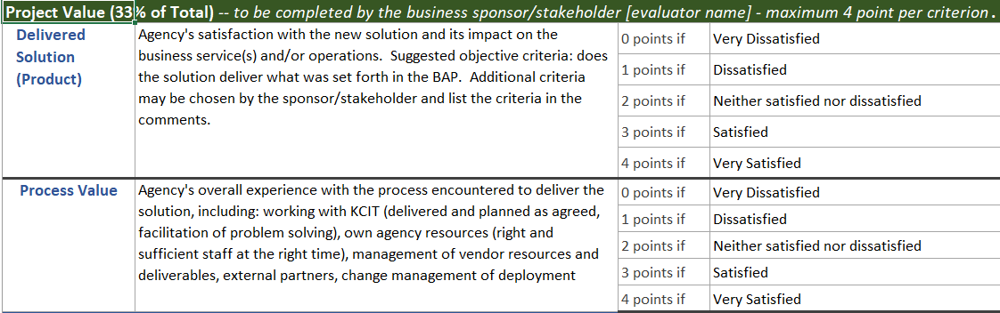 Project Value (33% of Total) -- to be completed by the business sponsor/stakeholder [evaluator name] - maximum 4 point per criterion .
Delivered
Solution
(Product)
Agency's satisfaction with the new solution and its impact on the
business service(s) and/or operations.  Suggested objective criteria: does
the solution deliver what was set forth in the BAP.  Additional criteria
may be chosen by the sponsor/stakeholder and list the criteria in the
comments.
0 points if Very Dissatisfied
1 points if Dissatisfied
2 points if Neither satisfied nor dissatisfied
3 points if Satisfied
4 points if Very Satisfied
Process Value
Agency's overall experience with the process encountered to deliver the
solution, including: working with KCIT (delivered and planned as agreed,
facilitation of problem solving), own agency resources (right and
sufficient staff at the right time), management of vendor resources and
deliverables, external partners, change management of deployment
0 points if Very Dissatisfied
1 points if Dissatisfied
2 points if Neither satisfied nor dissatisfied
3 points if Satisfied
4 points if Very Satisfied